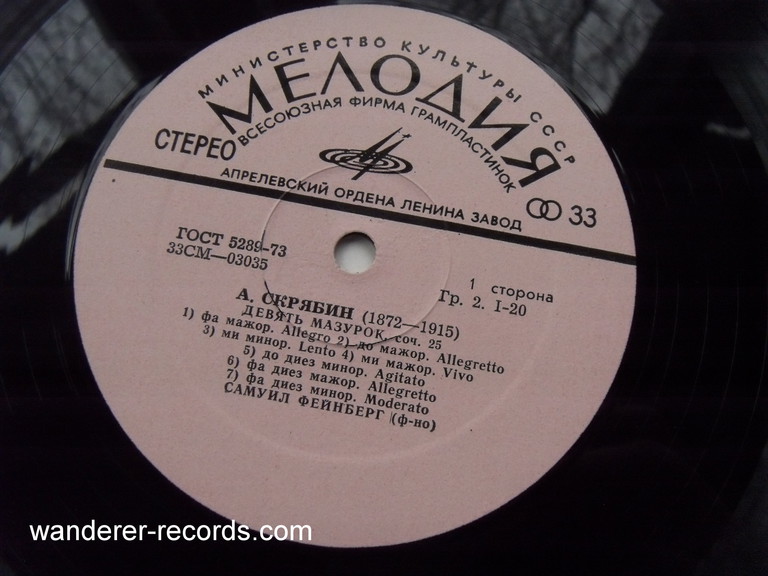 МИНИСТЕРСТВО КУЛЬТУРЫ СССР
МЕЛОДИЯ
ВСЕСОЮЗНАЯ ФИРМА ГРАМПЛАСТИНОК
СТЕРЕО
АПРЕЛЕВСКИЙ ОРДЕНА ЛЕНИНА ЗАВОД
33
ГОСТ 5289-73
33СМ—03035
1 сторона
Гр. 2. 1-20
А. СКРЯБИН (1872—1915)
ДЕВЯТЬ МАЗУРОК, соч. 25
1) фа мажор. Allegro 2) до мажор. Allegretto
3) ми минор. Lento 4) ми мажор. Vivo
5) до диез минор. Agitato
6) фа диез мажор. Allegretto
7) фа диез минор. Moderato
САМУИЛ ФЕЙНБЕРГ (ф-но)
wanderer-records.com